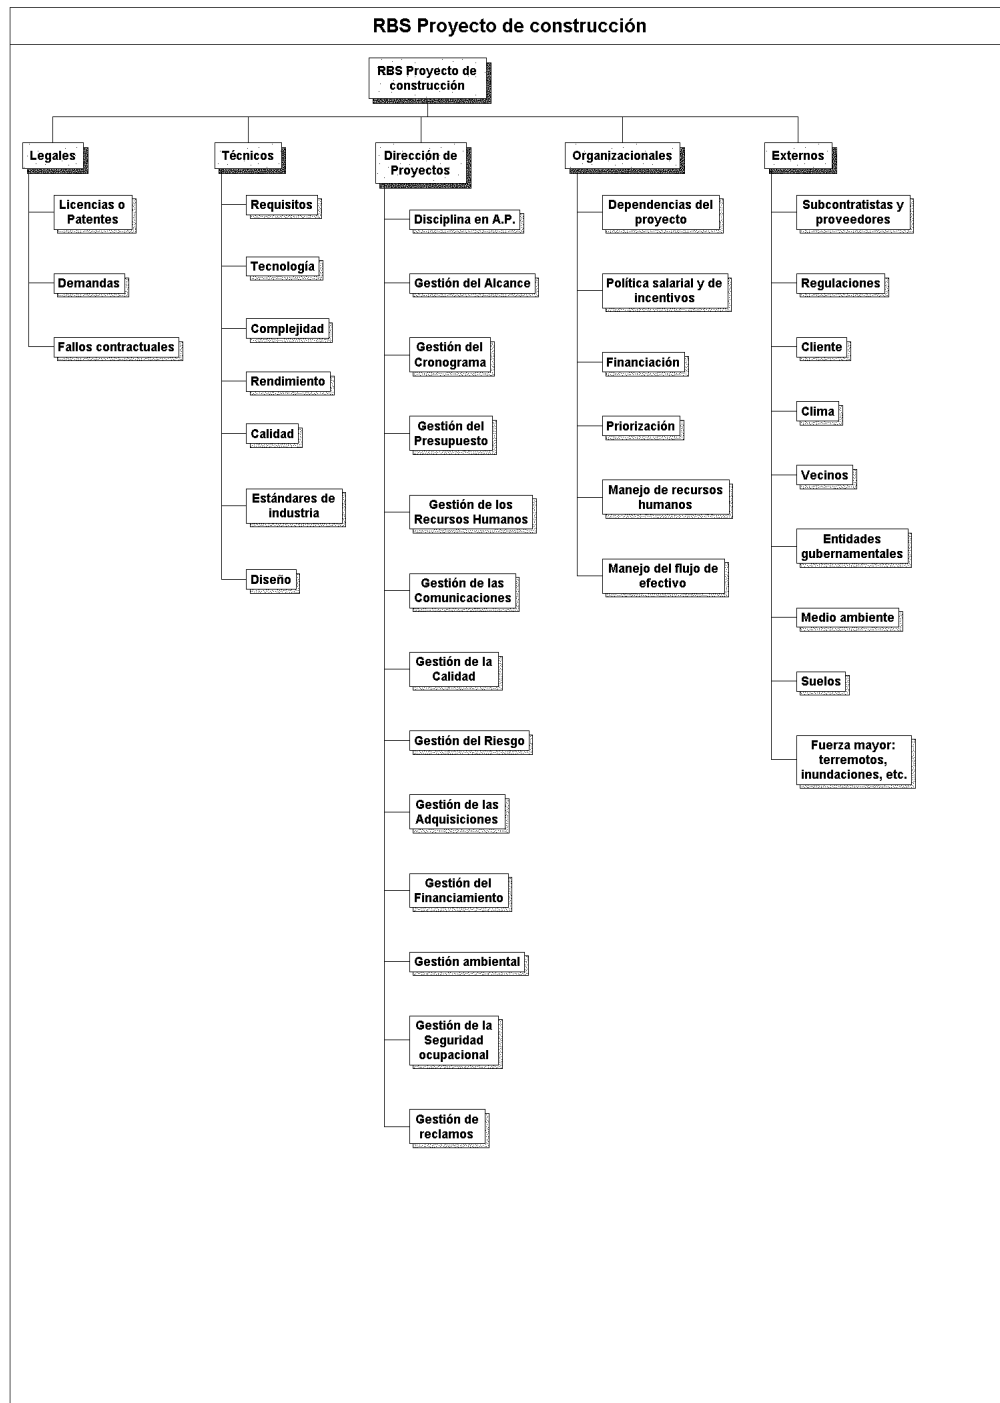 RBS Proyecto de construcción
RBS Proyecto de
construcción
Legales
Licencias o
Patentes
Demandas
Fallos contractuales
Técnicos
Requisitos
Tecnología
Complejidad
Rendimiento
Calidad
Estándares de
industria
Diseño
Dirección de
Proyectos
Disciplina en A.P.
Gestión del Alcance
Gestión del
Cronograma
Gestión del
Presupuesto
Gestión de los
Recursos Humanos
Gestión de las
Comunicaciones
Gestión de la
Calidad
Gestión del Riesgo
Gestión de las
Adquisiciones
Gestión del
Financiamiento
Gestión ambiental
Gestión de la
Seguridad
ocupacional
Gestión de
reclamos
Organizacionales
Dependencias del
proyecto
Política salarial y de
incentivos
Financiación
Priorización
Manejo de recursos
humanos
Manejo del flujo de
efectivo
Externos
Subcontratistas y
proveedores
Regulaciones
Cliente
Clima
Vecinos
Entidades
gubernamentales
Medio ambiente
Suelos
Fuerza mayor:
terremotos,
inundaciones, etc.